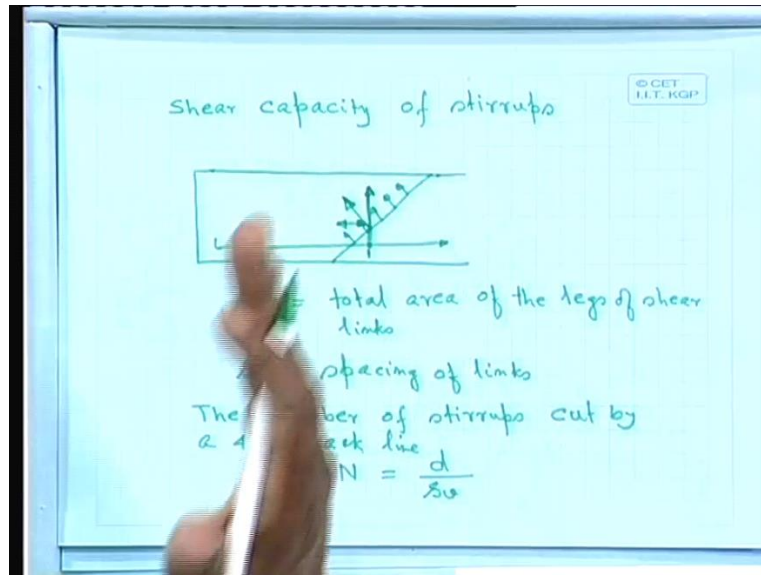 © CET
I.I.T. KGP
Shear capacity of stirrups
total area of the legs of shear
links
spacing of links
The ber of stirrups cut by
a 4 ack line
N = d
sv